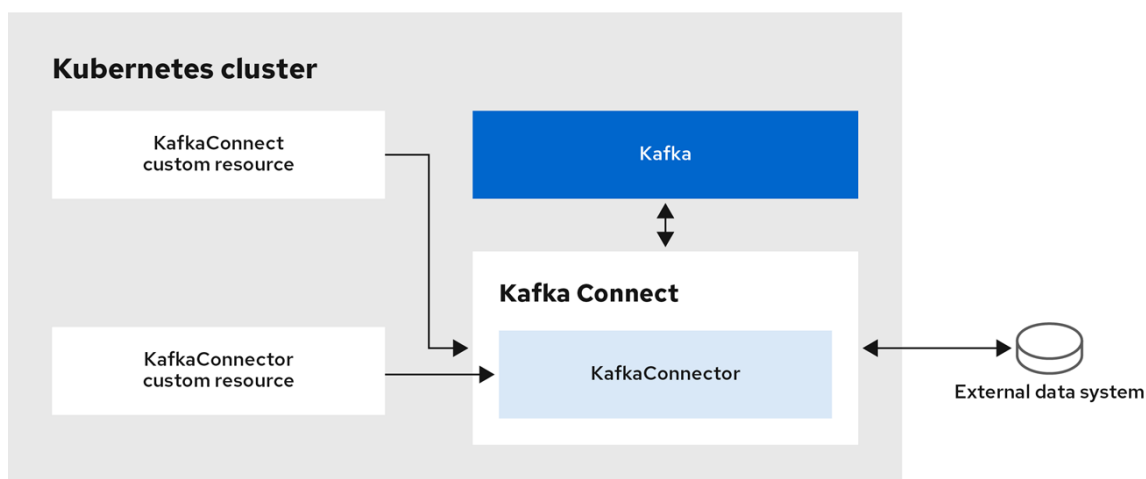 Kubernetes cluster
KafkaConnect
custom resource
Kafka
Kafka Connect
KafkaConnector
custom resource
KafkaConnector
External data system